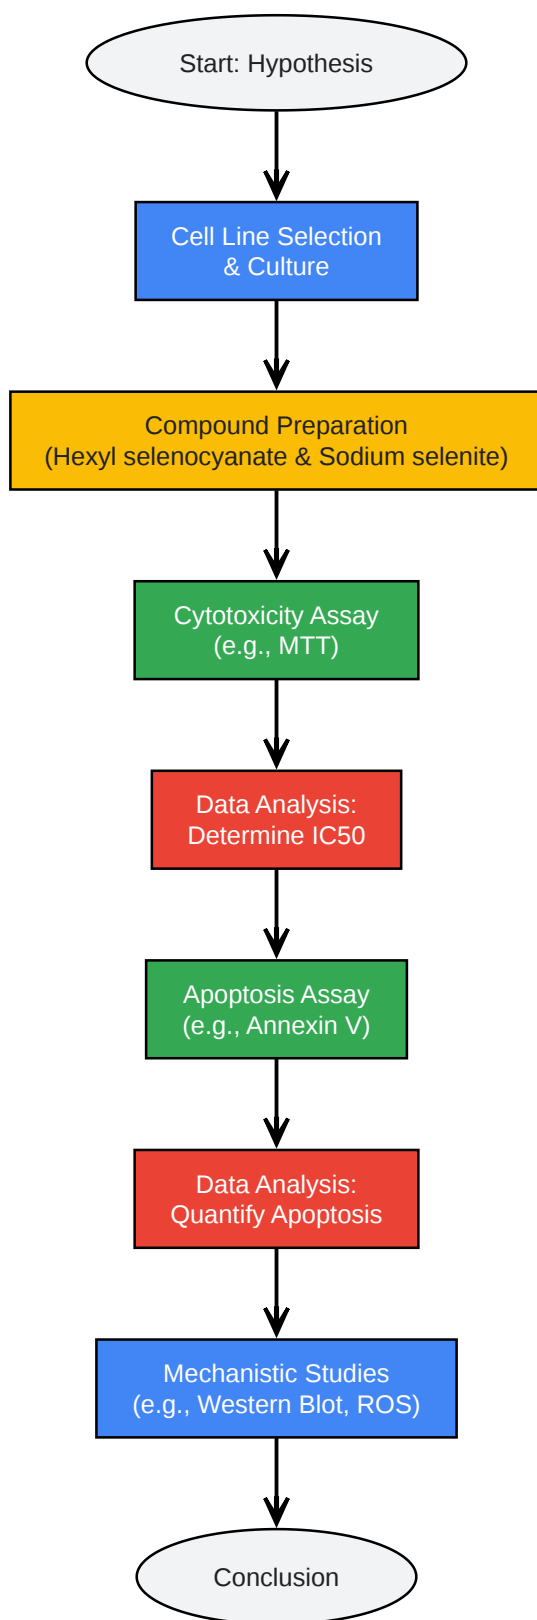 Start: Hypothesis
Cell Line Selection
& Culture
Compound Preparation
(Hexyl selenocyanate & Sodium selenite)
Cytotoxicity Assay
(e.g., MTT)
Data Analysis:
Determine IC50
Apoptosis Assay
(e.g., Annexin V)
Data Analysis:
Quantify Apoptosis
Mechanistic Studies
(e.g., Western Blot, ROS)
Conclusion